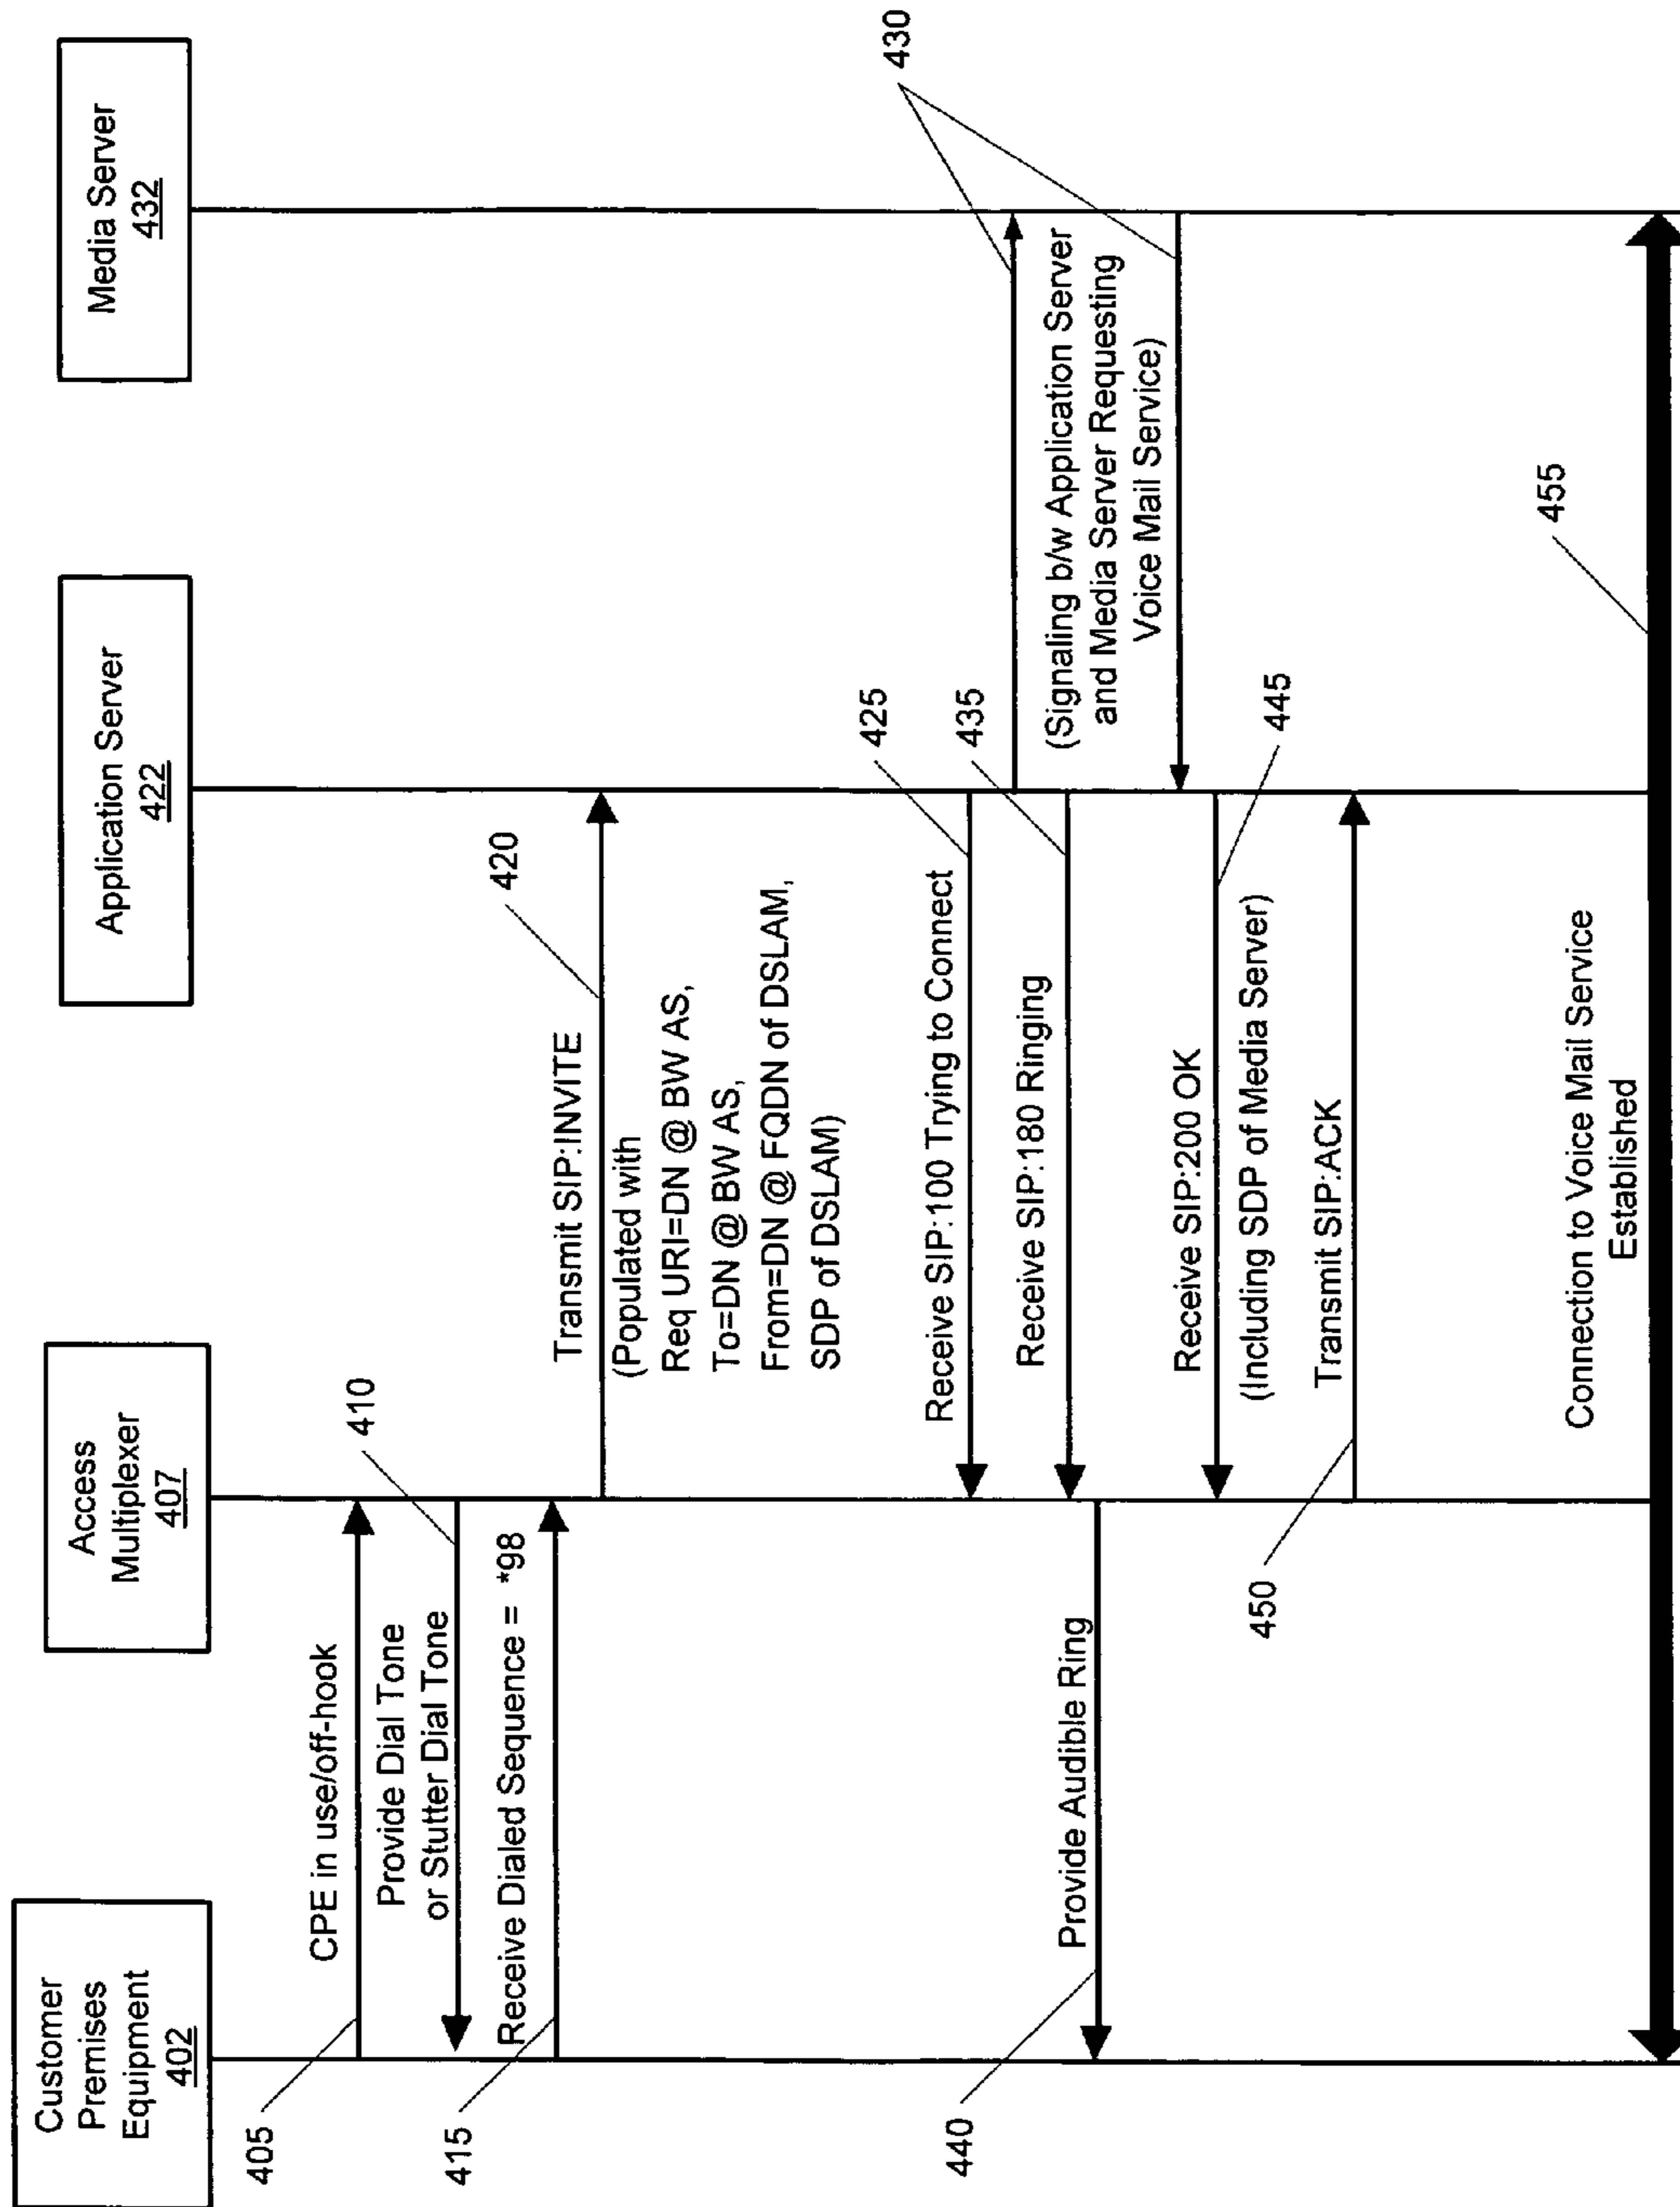 Customer
Premises
Equipment
402
Access
Multiplexer
407
Application Server
422
Media Server
432
405
CPE in use/off-hook
Provide Dial Tone
or Stutter Dial Tone
410
415
Receive Dialed Sequence = *98
Transmit SIP:INVITE
420
(Populated with
Req URI=DN @ BW AS,
To=DN @ BW AS,
From=DN @ FQDN of DSLAM,
SDP of DSLAM)
Receive SIP:100 Trying to Connect
425
430
(Signaling b/w Application Server
and Media Server Requesting
Voice Mail Service)
Receive SIP:180 Ringing
435
440
Provide Audible Ring
Receive SIP:200 OK
(Including SDP of Media Server)
445
450
Transmit SIP:ACK
Connection to Voice Mail Service
Established
455